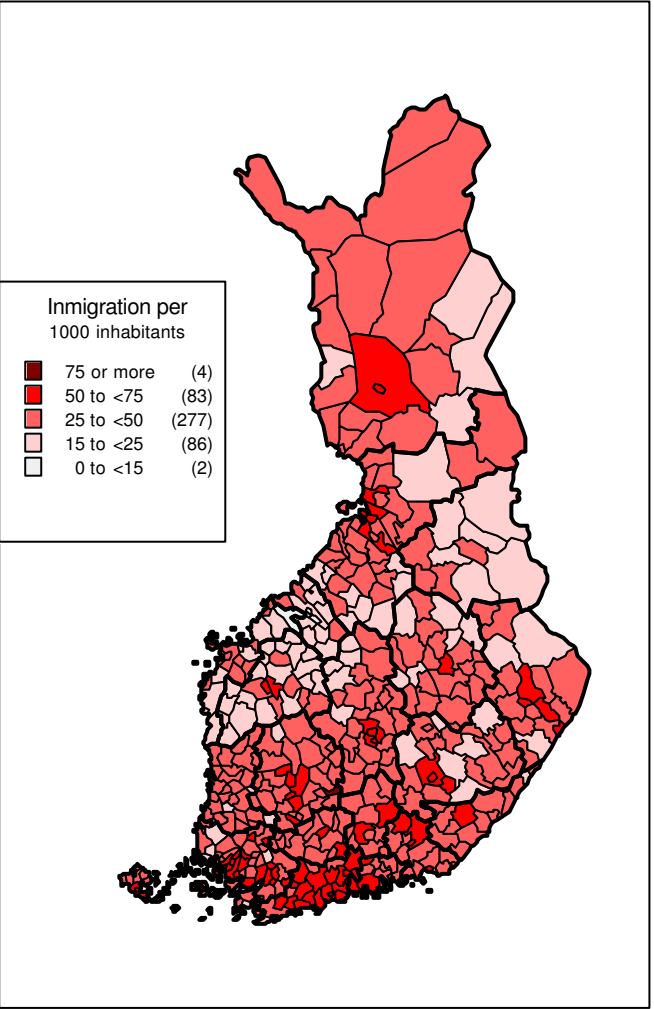 Inmigration per
1000 inhabitants
75 or more (4)
50 to <75 (83)
25 to <50 (277)
15 to <25 (86)
0 to <15 (2)